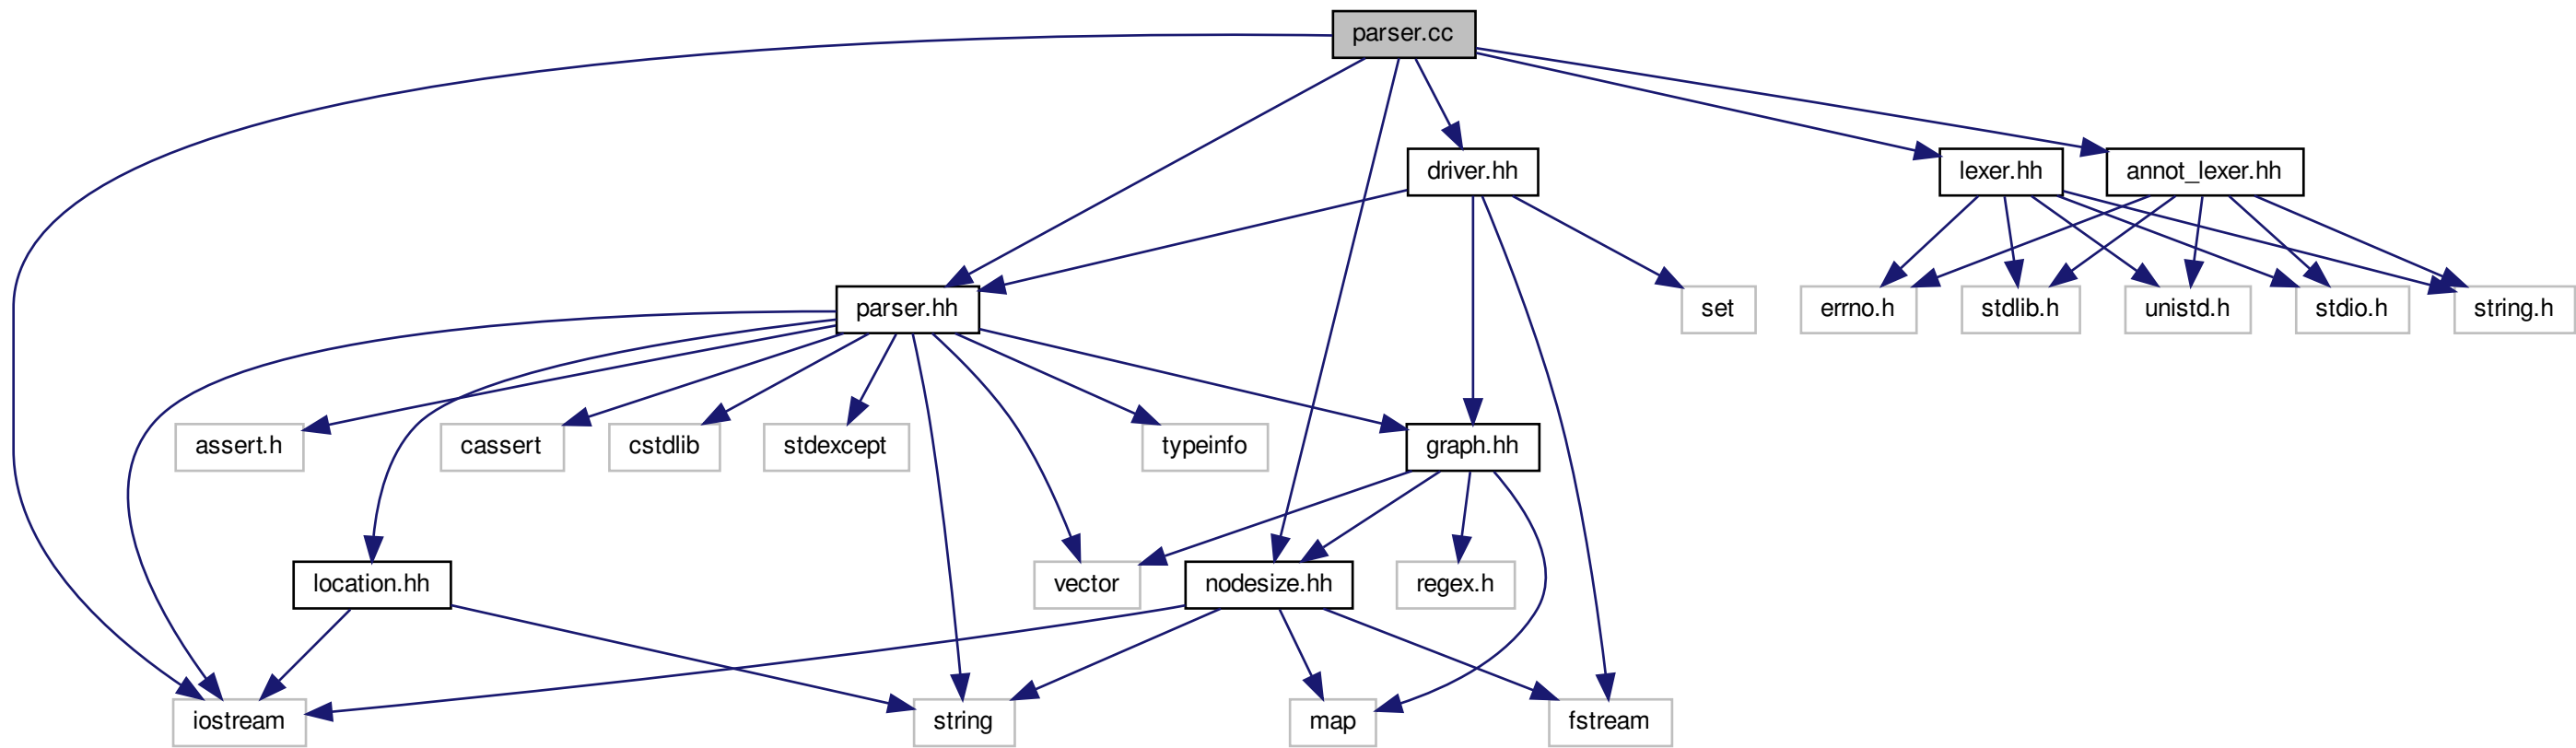 parser.cc
driver.hh
lexer.hh
annot_lexer.hh
parser.hh
set
errno.h
stdlib.h
unistd.h
stdio.h
string.h
assert.h
cassert
cstdlib
stdexcept
typeinfo
graph.hh
location.hh
vector
nodesize.hh
regex.h
iostream
string
map
fstream